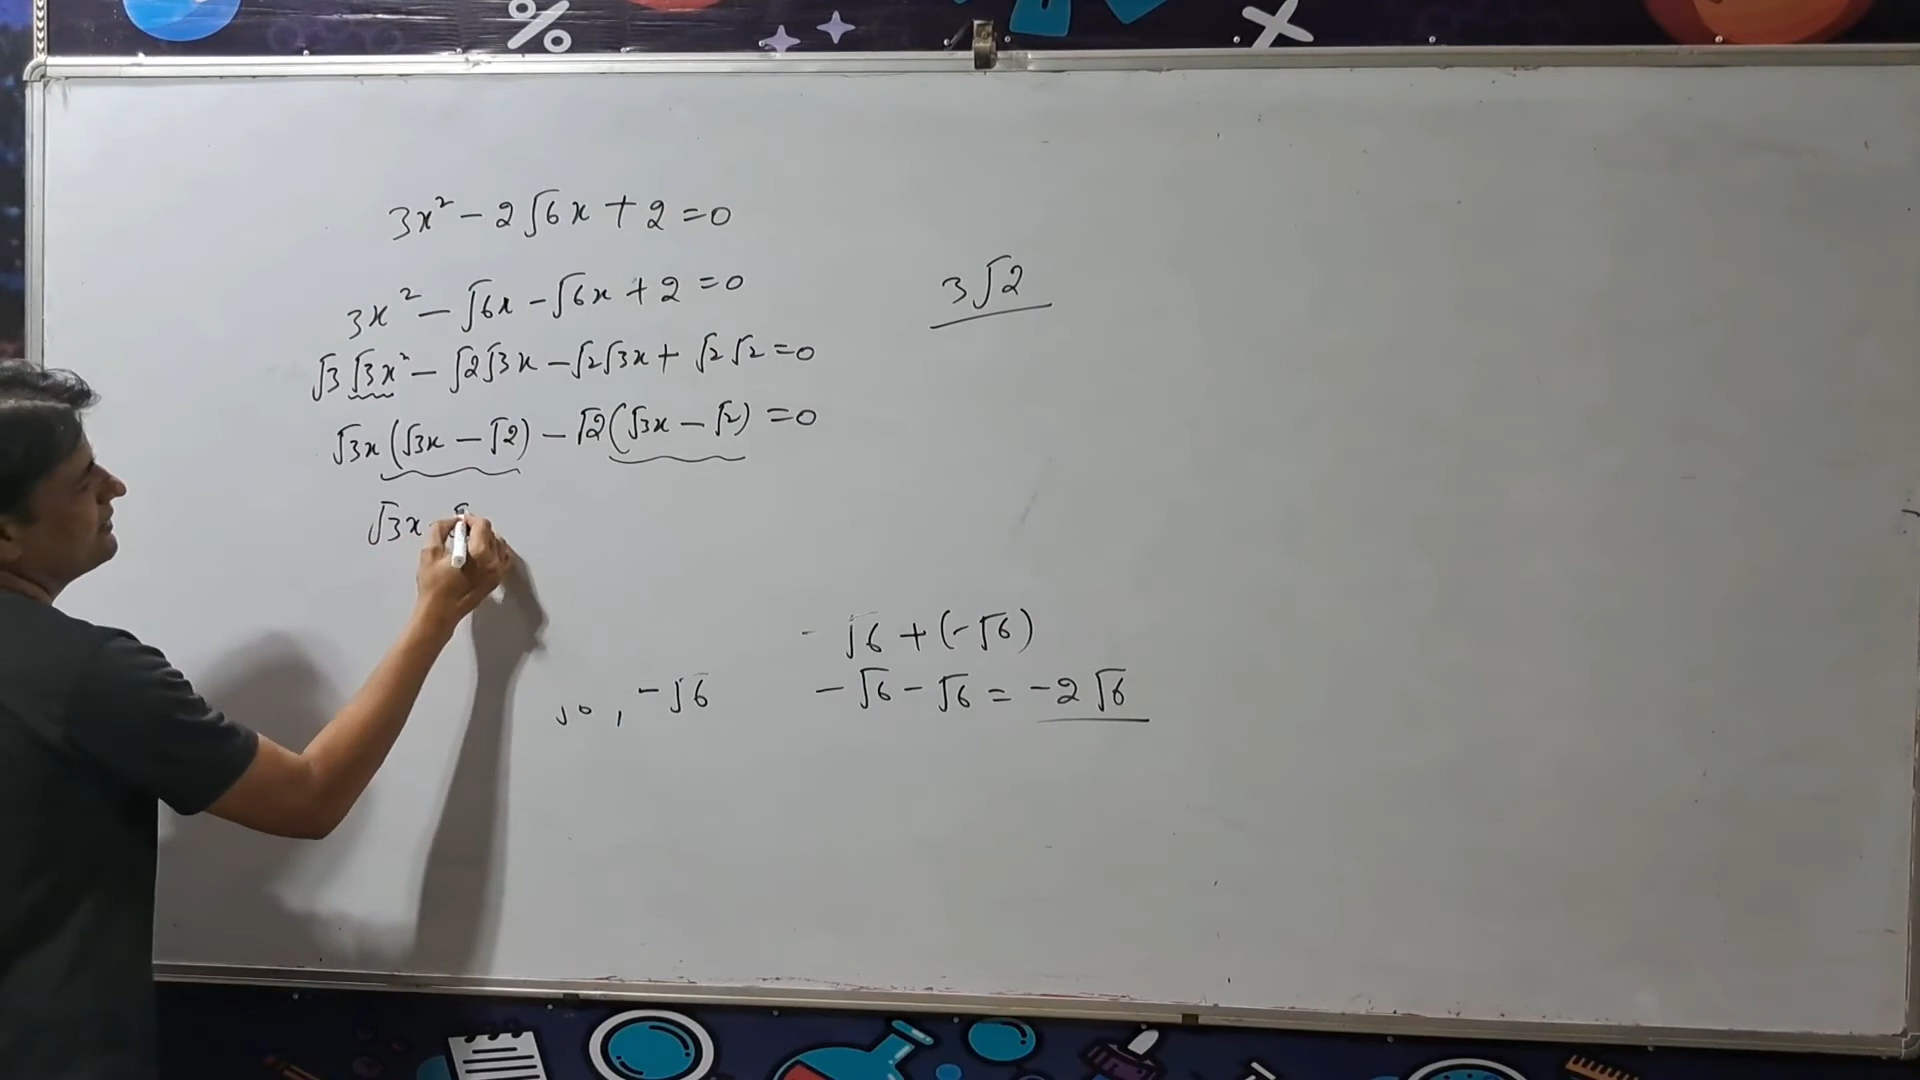 3x² - 2√6x + 2 = 0
3x² - √6x - √6x + 2 = 0
√3 √3x² - √2√3x - √2√3x + √2√2 = 0
√3x (√3x - √2) - √2 (√3x - √2) = 0
√3x
3√2
- √6 + (-√6)
, -√6
- √6 - √6 = -2√6
%